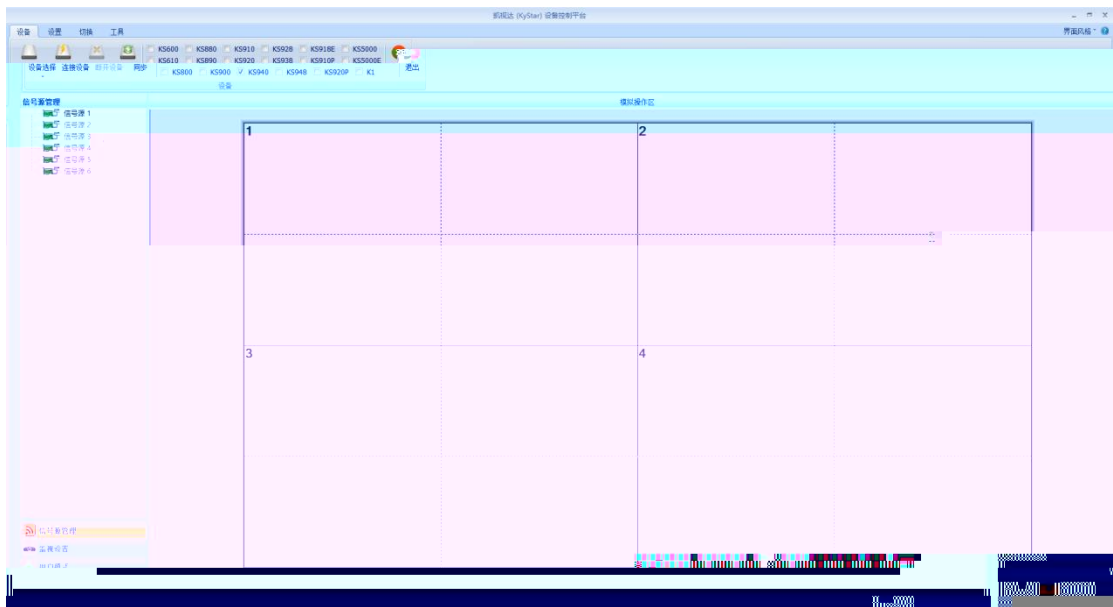 凯视达 (KyStar) 设备控制平台
设备 设置 切换 工具
界面风格
KS600 KS880 KS910 KS928 KS918E KS5000
KS610 KS890 KS920 KS938 KS910P KS5000E
设备选择 连接设备 断开设备 同步
KS800 KS900 KS940 KS948 KS920P K1
退出
设备
信号源管理
模拟操作区
信号源 1
信号源 2
信号源 3
信号源 4
信号源 5
信号源 6
1 2
3 4
信号源管理